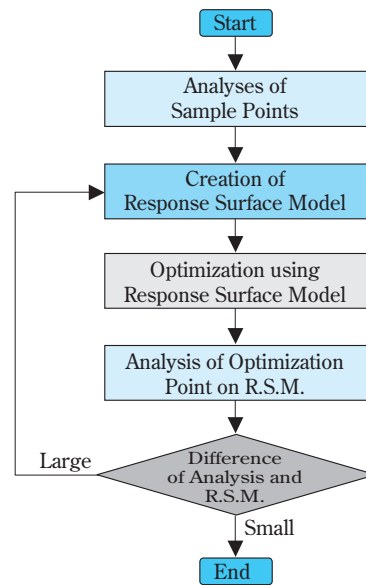 Start
Analyses of
Sample Points
Creation of
Response Surface Model
Optimization using
Response Surface Model
Analysis of Optimization
Point on R.S.M.
Difference
of Analysis and
R.S.M.
Large
Small
End